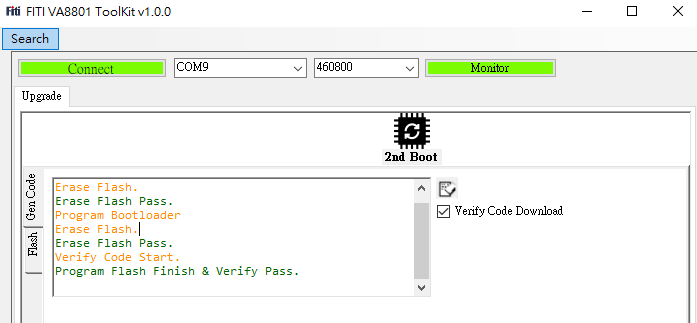 Fiti FITI VA8801 ToolKit v1.0.0
Search
Connect COM9 460800 Monitor
Upgrade
2nd Boot
Gen Code
Flash
Erase Flash.
Erase Flash Pass.
Program Bootloader
Erase Flash.
Erase Flash Pass.
Verify Code Start.
Program Flash Finish & Verify Pass.
Verify Code Download